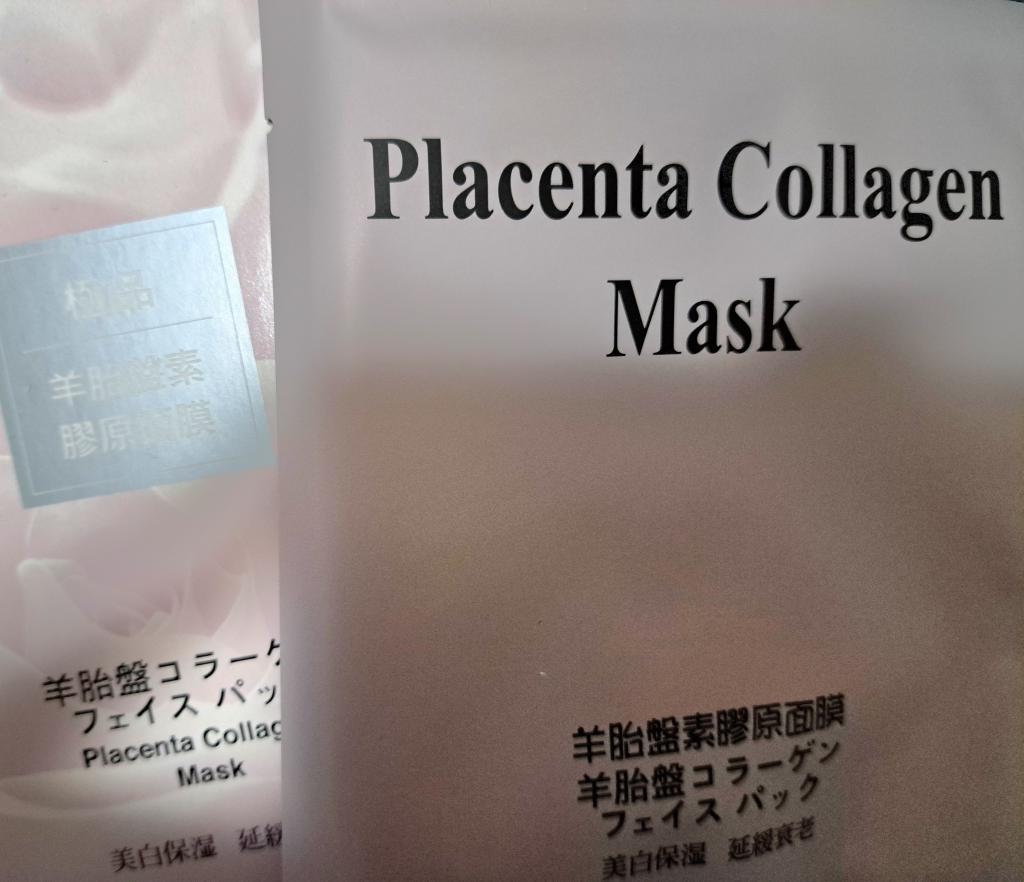 極品
羊胎盤素
膠原面膜
羊胎盤コラーゲ
フェイス パッ
Placenta Collag
Mask
美白保湿 延緩
Placenta Collagen
Mask
羊胎盤素膠原面膜
羊胎盤コラーゲン
フェイス パック
美白保湿 延緩衰老